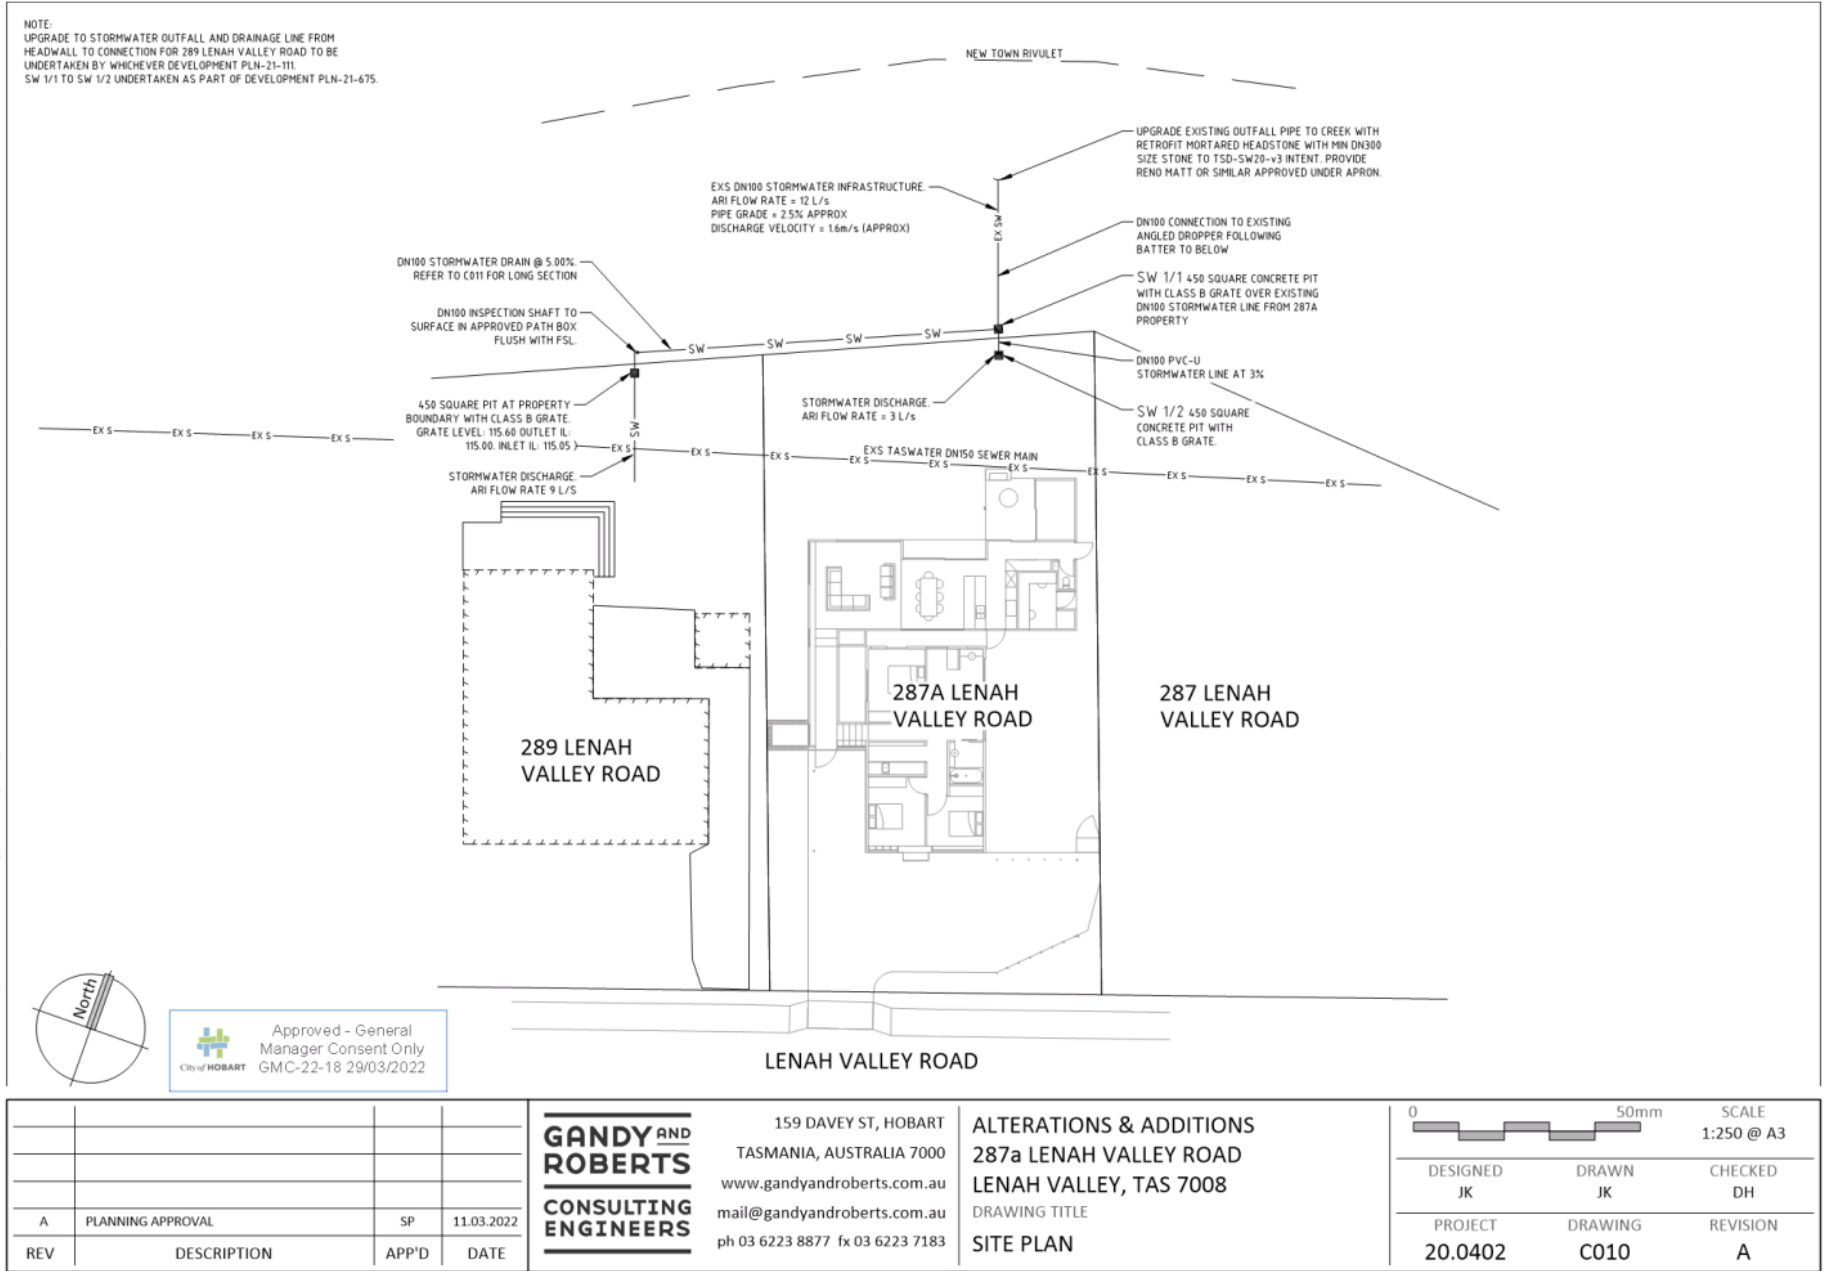 NOTE:
UPGRADE TO STORMWATER OUTFALL AND DRAINAGE LINE FROM
HEADWALL TO CONNECTION FOR 289 LENAH VALLEY ROAD TO BE
UNDERTAKEN BY WHICHEVER DEVELOPMENT PLN-21-111.
SW 1/1 TO SW 1/2 UNDERTAKEN AS PART OF DEVELOPMENT PLN-21-675.
NEW TOWN RIVULET
UPGRADE EXISTING OUTFALL PIPE TO CREEK WITH
RETROFIT MORTARED HEADSTONE WITH MIN DN300
SIZE STONE TO TSD-SW20-v3 INTENT. PROVIDE
RENO MATT OR SIMILAR APPROVED UNDER APRON.
EXS DN100 STORMWATER INFRASTRUCTURE.
ARI FLOW RATE = 12 L/s
PIPE GRADE = 2.5% APPROX
DISCHARGE VELOCITY = 1.6m/s (APPROX)
EX SW
DN100 CONNECTION TO EXISTING
ANGLED DROPPER FOLLOWING
BATTER TO BELOW
DN100 STORMWATER DRAIN @ 5.00%.
REFER TO C011 FOR LONG SECTION
SW 1/1 450 SQUARE CONCRETE PIT
WITH CLASS B GRATE OVER EXISTING
DN100 STORMWATER LINE FROM 287A
PROPERTY
DN100 INSPECTION SHAFT TO
SURFACE IN APPROVED PATH BOX
FLUSH WITH FSL.
SW
SW
SW
SW
DN100 PVC-U
STORMWATER LINE AT 3%
450 SQUARE PIT AT PROPERTY
BOUNDARY WITH CLASS B GRATE.
GRATE LEVEL: 115.60 OUTLET IL:
115.00. INLET IL: 115.05
STORMWATER DISCHARGE.
ARI FLOW RATE = 3 L/s
SW 1/2 450 SQUARE
CONCRETE PIT WITH
CLASS B GRATE.
SW
EX S
EX S
EX S
EX S
EX S
EX S
EX S
EX S
EX S
EX S
EX S
EX S
EX S
EX S
EXS TASWATER DN150 SEWER MAIN
STORMWATER DISCHARGE.
ARI FLOW RATE 9 L/S
289 LENAH
VALLEY ROAD
287A LENAH
VALLEY ROAD
287 LENAH
VALLEY ROAD
North
City of HOBART
Approved - General
Manager Consent Only
GMC-22-18 29/03/2022
LENAH VALLEY ROAD
A PLANNING APPROVAL SP 11.03.2022
REV DESCRIPTION APP'D DATE
GANDY AND
ROBERTS
CONSULTING
ENGINEERS
159 DAVEY ST, HOBART
TASMANIA, AUSTRALIA 7000
www.gandyandroberts.com.au
mail@gandyandroberts.com.au
ph 03 6223 8877 fx 03 6223 7183
ALTERATIONS & ADDITIONS
287a LENAH VALLEY ROAD
LENAH VALLEY, TAS 7008
DRAWING TITLE
SITE PLAN
0 50mm
SCALE
1:250 @ A3
DESIGNED DRAWN CHECKED
JK JK DH
PROJECT DRAWING REVISION
20.0402 C010 A